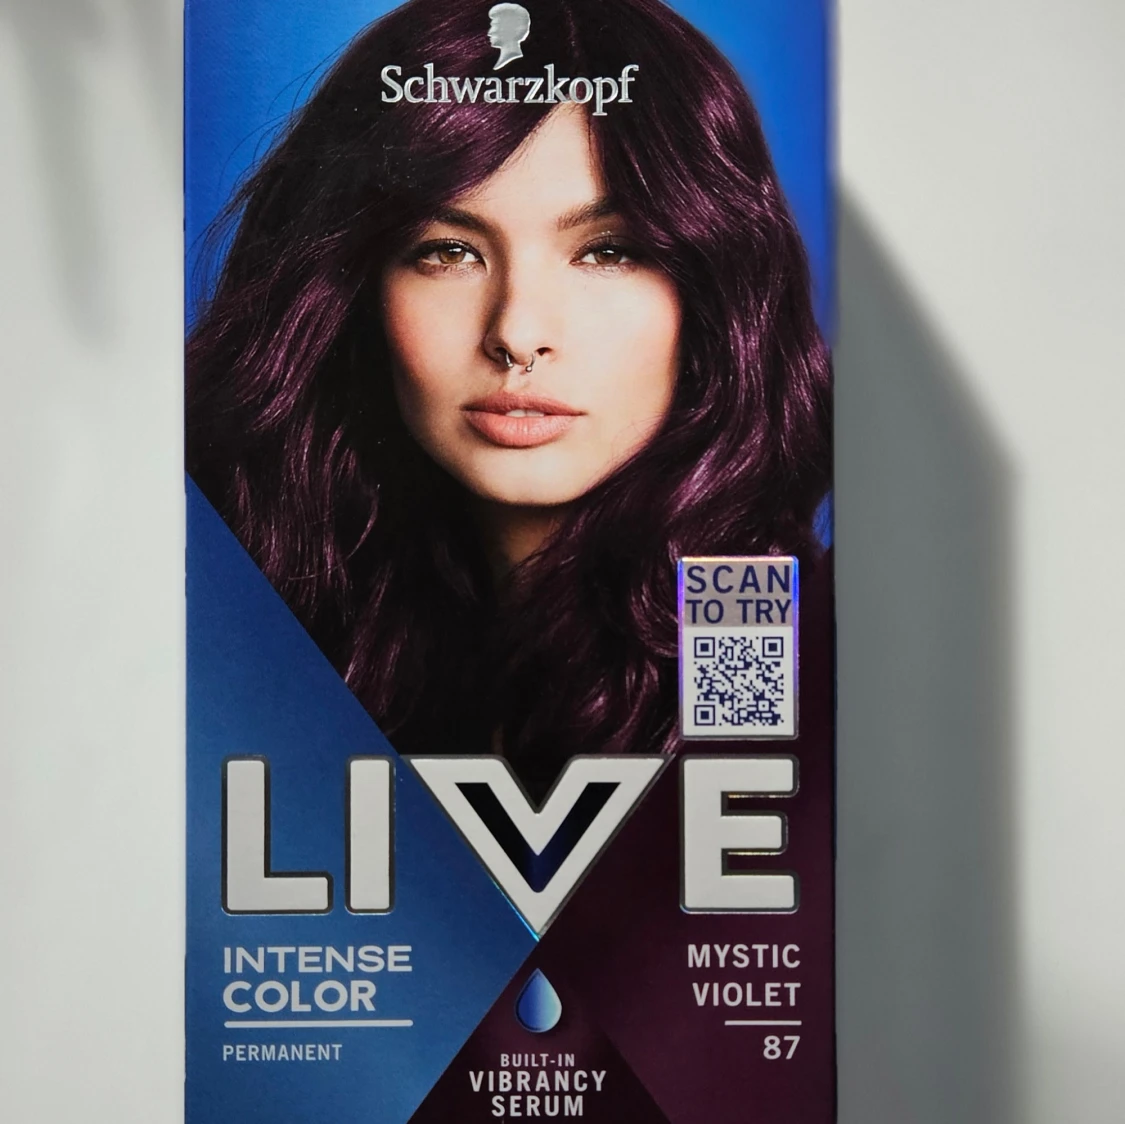 Schwarzkopf
SCAN
TO TRY
LIVE
INTENSE
COLOR
PERMANENT
MYSTIC
VIOLET
87
BUILT-IN
VIBRANCY
SERUM